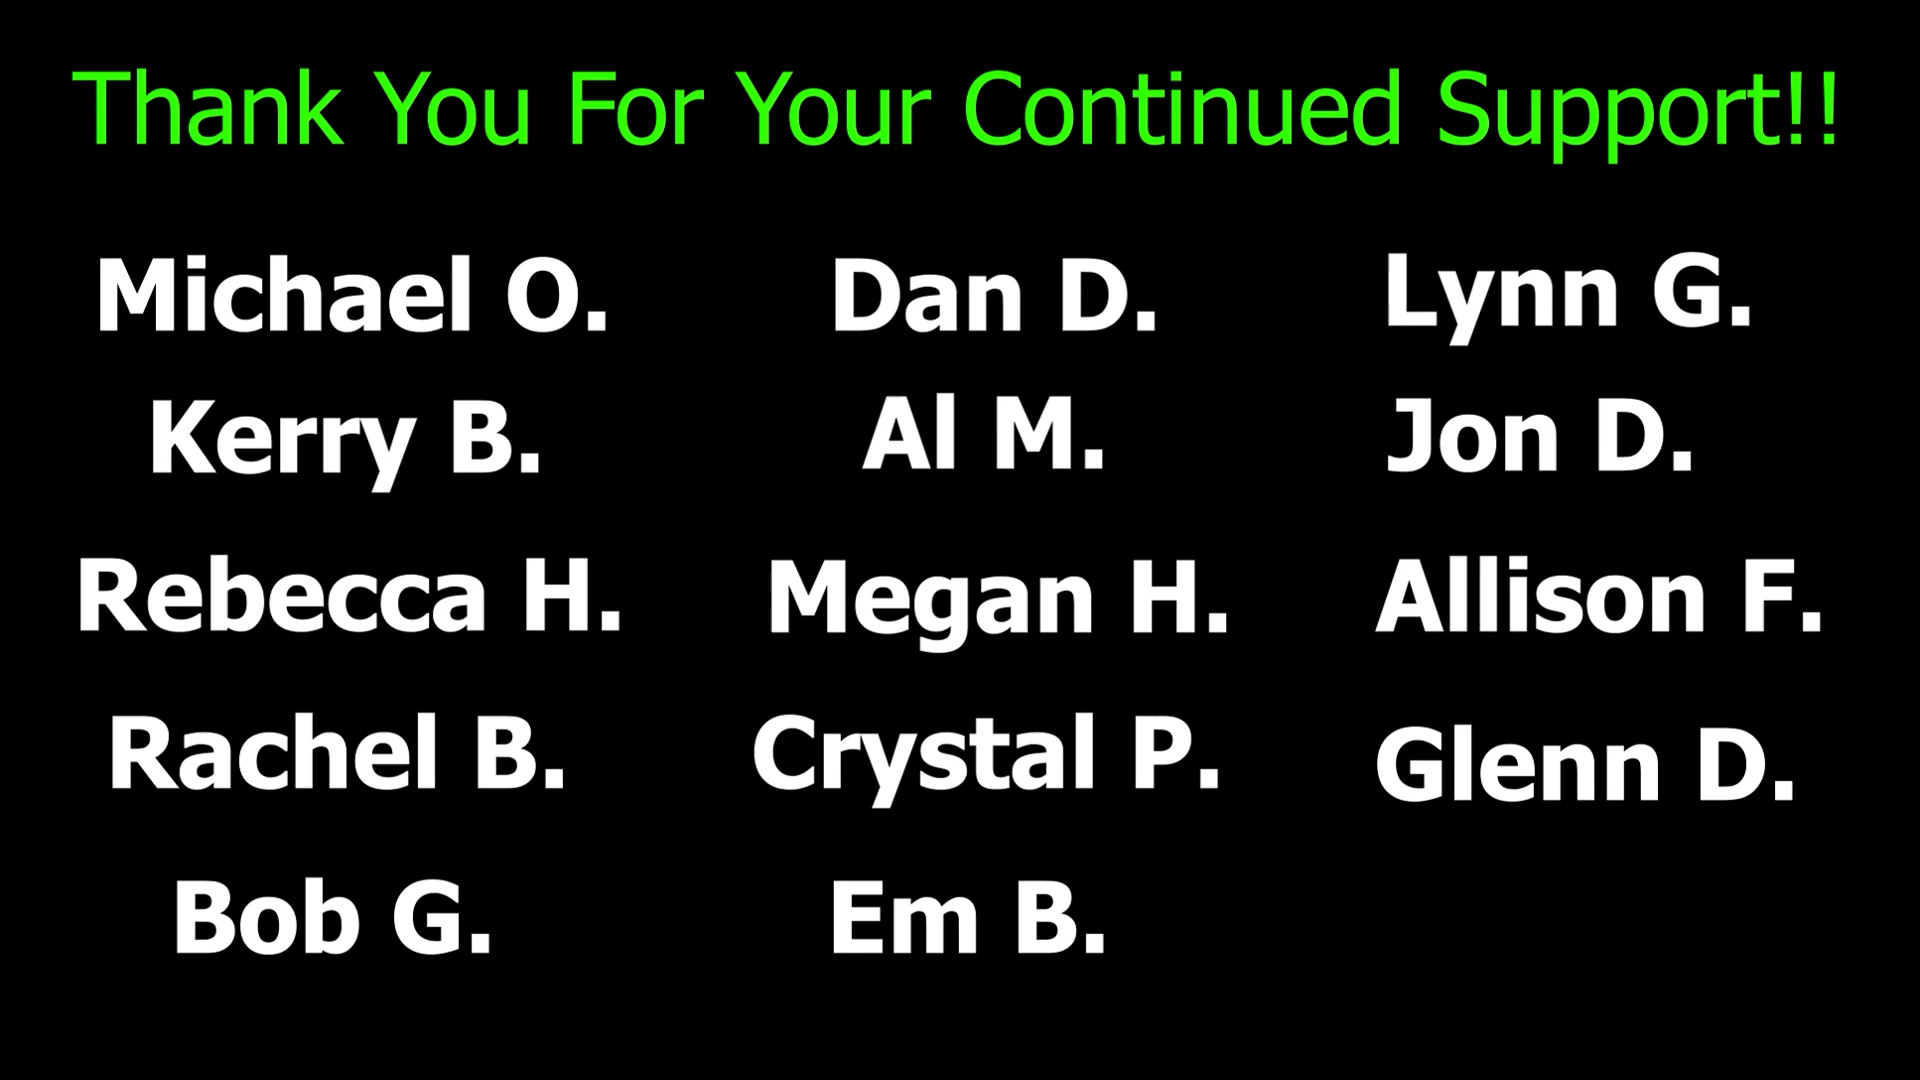 Thank You For Your Continued Support!!
Michael O. Dan D. Lynn G.
Kerry B. Al M. Jon D.
Rebecca H. Megan H. Allison F.
Rachel B. Crystal P. Glenn D.
Bob G. Em B.